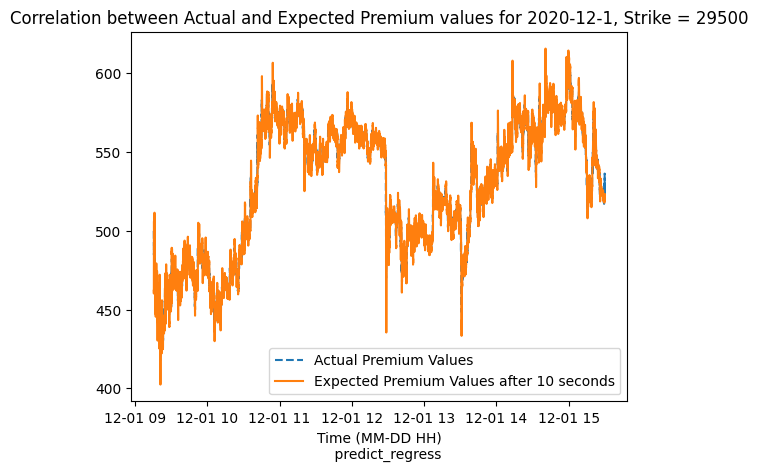 Correlation between Actual and Expected Premium values for 2020-12-1, Strike = 29500
600
550
500
450
400
Actual Premium Values
Expected Premium Values after 10 seconds
12-01 09 12-01 10 12-01 11 12-01 12 12-01 13 12-01 14 12-01 15
Time (MM-DD HH)
predict_regress